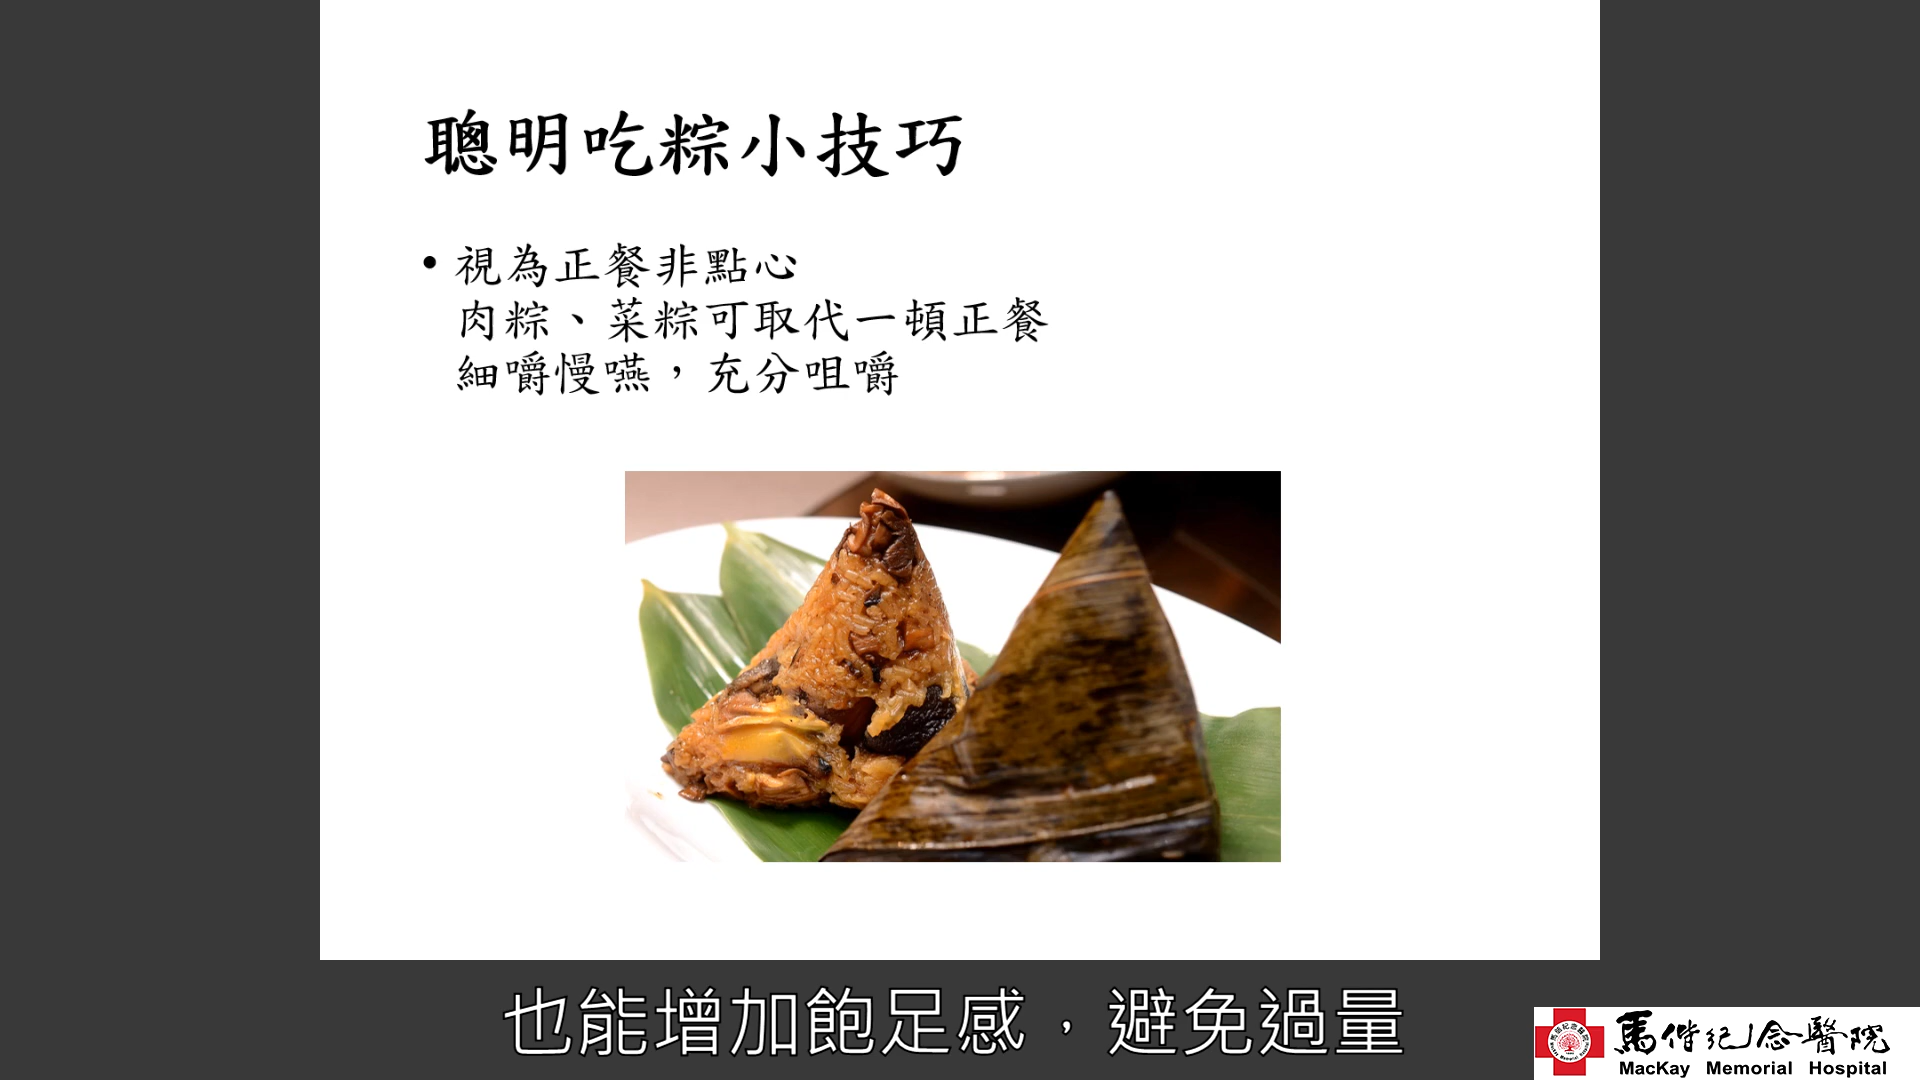 聰明吃粽小技巧
• 視為正餐非點心
肉粽、菜粽可取代一頓正餐
細嚼慢嚥，充分咀嚼
也能增加飽足感，避免過量
馬偕紀念醫院
MacKay Memorial Hospital